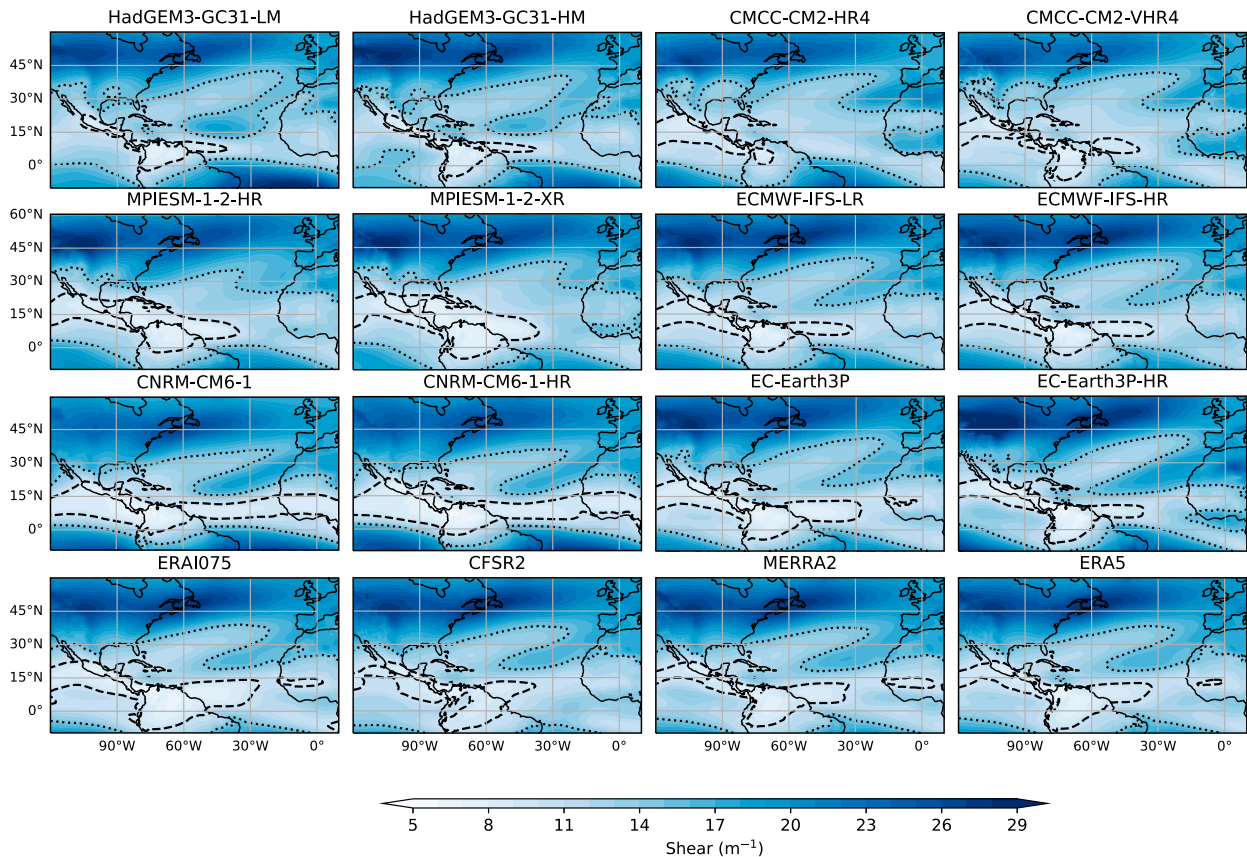 HadGEM3-GC31-LM HadGEM3-GC31-HM CMCC-CM2-HR4 CMCC-CM2-VHR4
45°N
30°N
15°N
0°
MPIESM-1-2-HR MPIESM-1-2-XR ECMWF-IFS-LR ECMWF-IFS-HR
60°N
45°N
30°N
15°N
0°
CNRM-CM6-1 CNRM-CM6-1-HR EC-Earth3P EC-Earth3P-HR
45°N
30°N
15°N
0°
ERAI075 CFSR2 MERRA2 ERA5
45°N
30°N
15°N
0°
90°W 60°W 30°W 0° 90°W 60°W 30°W 0° 90°W 60°W 30°W 0° 90°W 60°W 30°W 0°
5 8 11 14 17 20 23 26 29
Shear (m⁻¹)